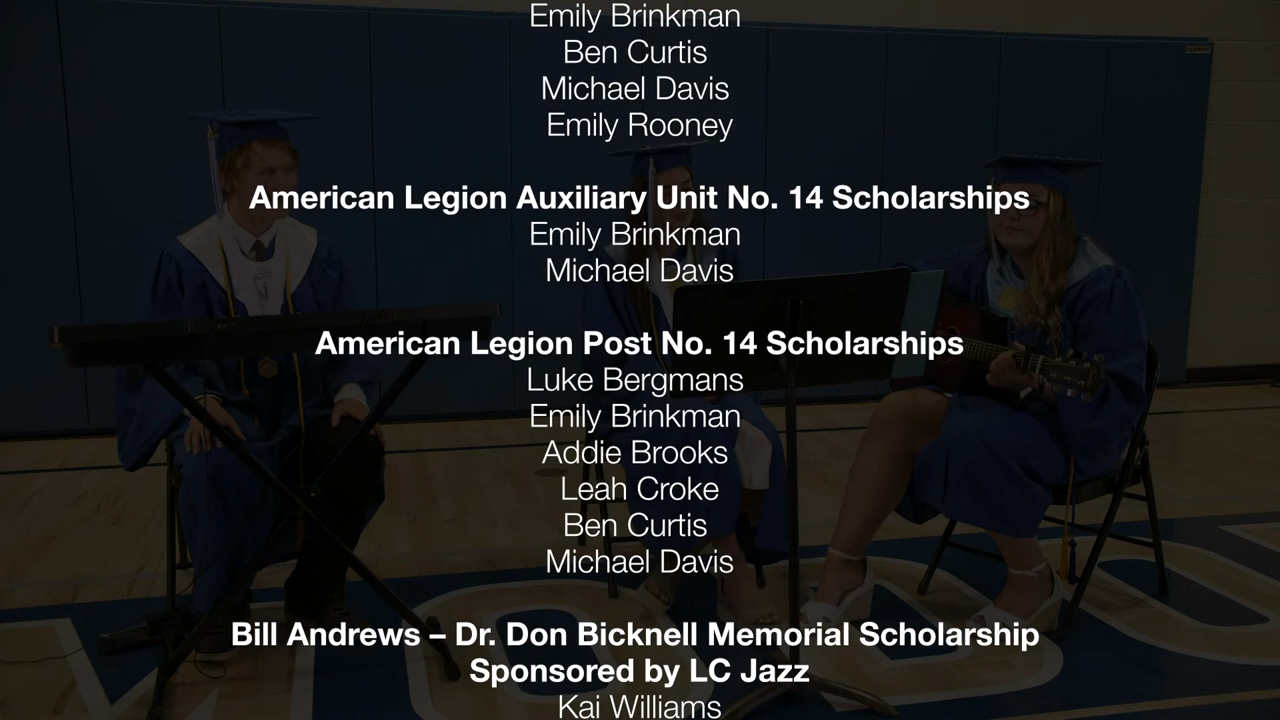 Emily Brinkman
Ben Curtis
Michael Davis
Emily Rooney
American Legion Auxiliary Unit No. 14 Scholarships
Emily Brinkman
Michael Davis
American Legion Post No. 14 Scholarships
Luke Bergmans
Emily Brinkman
Addie Brooks
Leah Croke
Ben Curtis
Michael Davis
Bill Andrews – Dr. Don Bicknell Memorial Scholarship
Sponsored by LC Jazz
Kai Williams